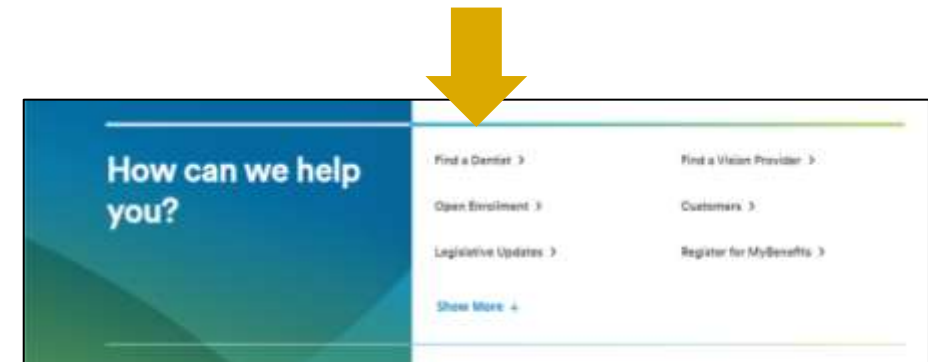 How can we help
you?
Find a Dentist >
Find a Vision Provider >
Open Enrollment >
Customers >
Legislative Updates >
Register for MyBenefits >
Show More ↓